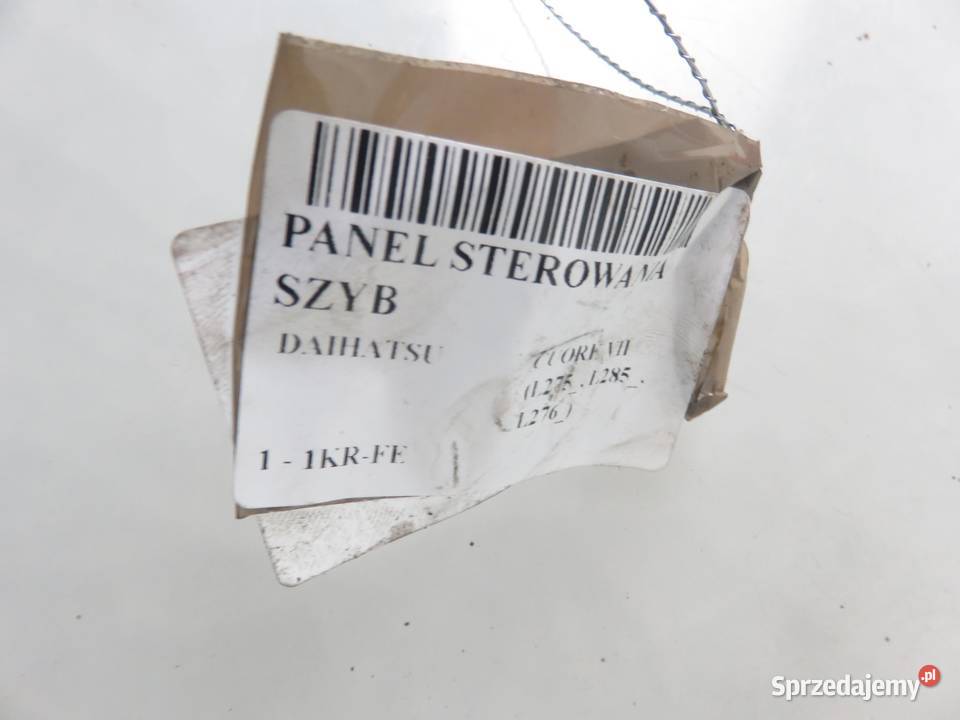 PANEL STEROWANIA
SZYB
DAIHATSU CUORE VII
(L275_, L285_,
L276_)
1 - 1KR-FE
Sprzedajemy.pl